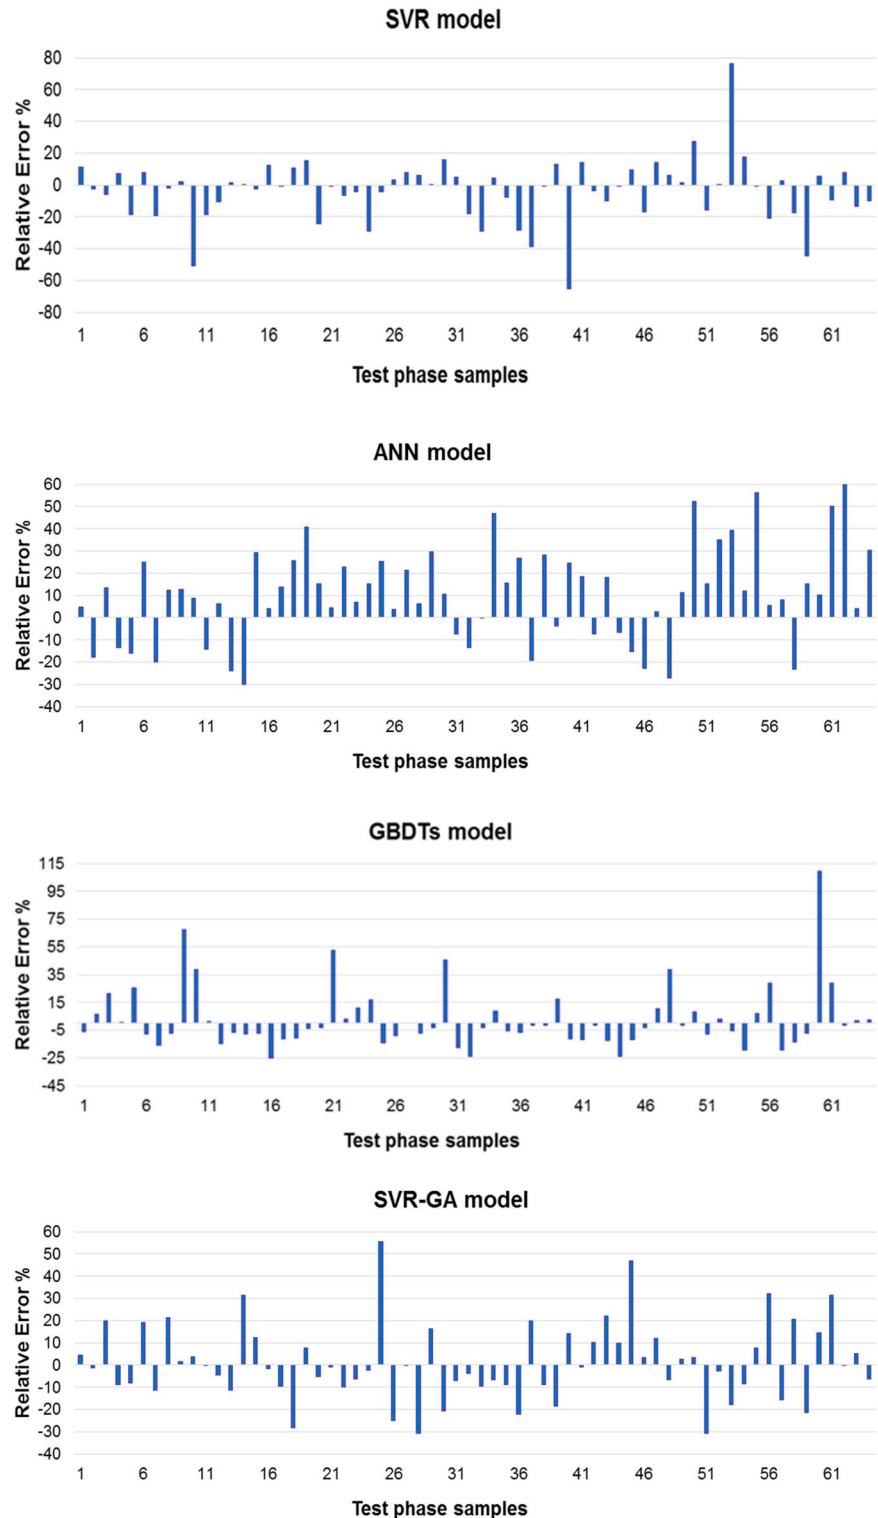 SVR model
Relative Error %
80
60
40
20
0
-20
-40
-60
-80
1 6 11 16 21 26 31 36 41 46 51 56 61
Test phase samples
ANN model
Relative Error %
60
50
40
30
20
10
0
-10
-20
-30
-40
1 6 11 16 21 26 31 36 41 46 51 56 61
Test phase samples
GBDTs model
Relative Error %
115
95
75
55
35
15
-5
-25
-45
1 6 11 16 21 26 31 36 41 46 51 56 61
Test phase samples
SVR-GA model
Relative Error %
60
50
40
30
20
10
0
-10
-20
-30
-40
1 6 11 16 21 26 31 36 41 46 51 56 61
Test phase samples